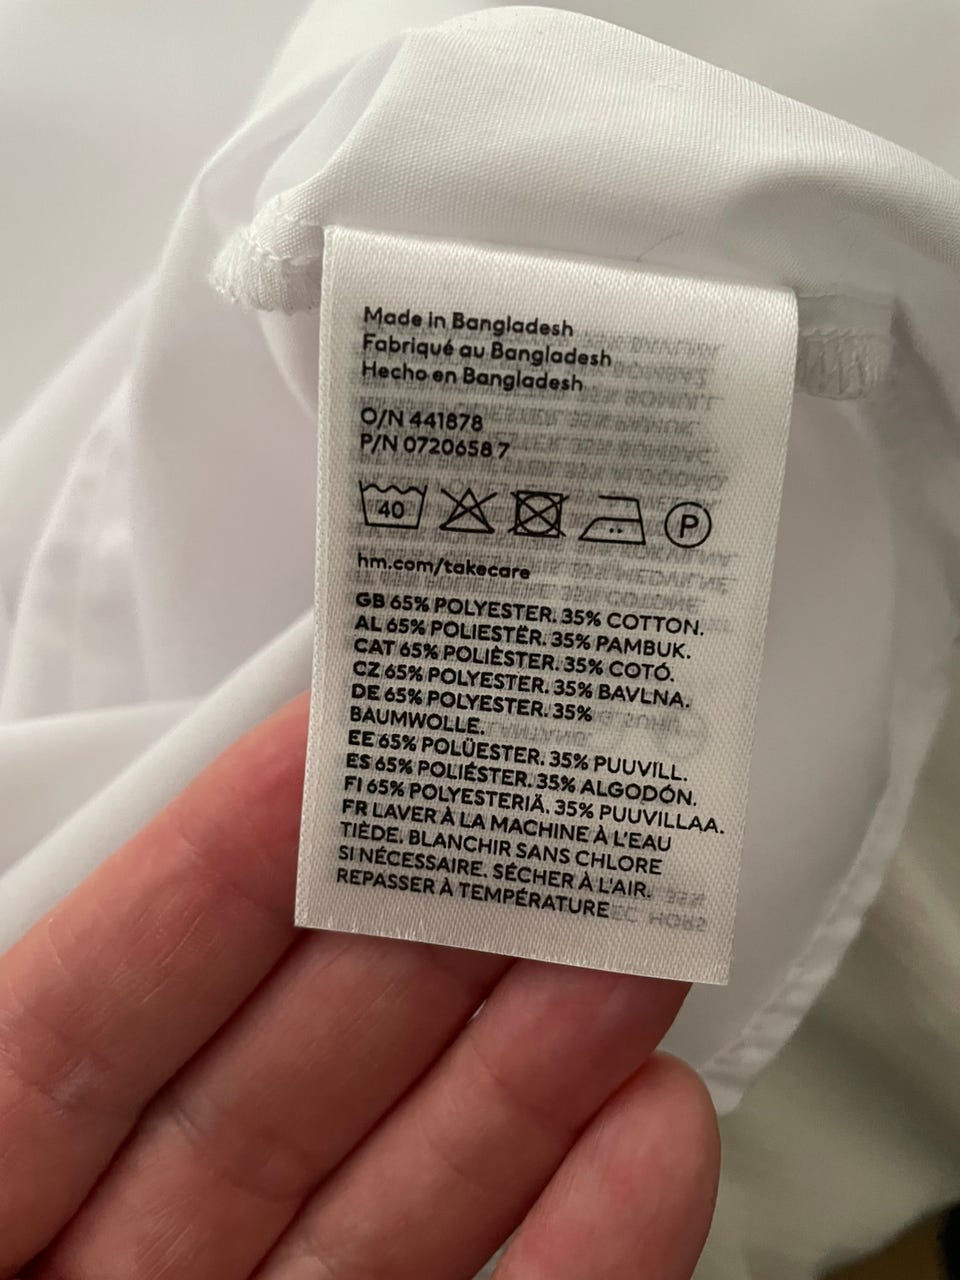 Made in Bangladesh
Fabriqué au Bangladesh
Hecho en Bangladesh
O/N 441878
P/N 0720658 7
40 P
hm.com/takecare
GB 65% POLYESTER. 35% COTTON.
AL 65% POLIESTËR. 35% PAMBUK.
CAT 65% POLIÈSTER. 35% COTÓ.
CZ 65% POLYESTER. 35% BAVLNA.
DE 65% POLYESTER. 35%
BAUMWOLLE.
EE 65% POLÜESTER. 35% PUUVILL.
ES 65% POLIÉSTER. 35% ALGODÓN.
FI 65% POLYESTERIÄ. 35% PUUVILLAA.
FR LAVER À LA MACHINE À L'EAU
TIÈDE. BLANCHIR SANS CHLORE
SI NÉCESSAIRE. SÉCHER À L'AIR.
REPASSER À TEMPÉRATURE